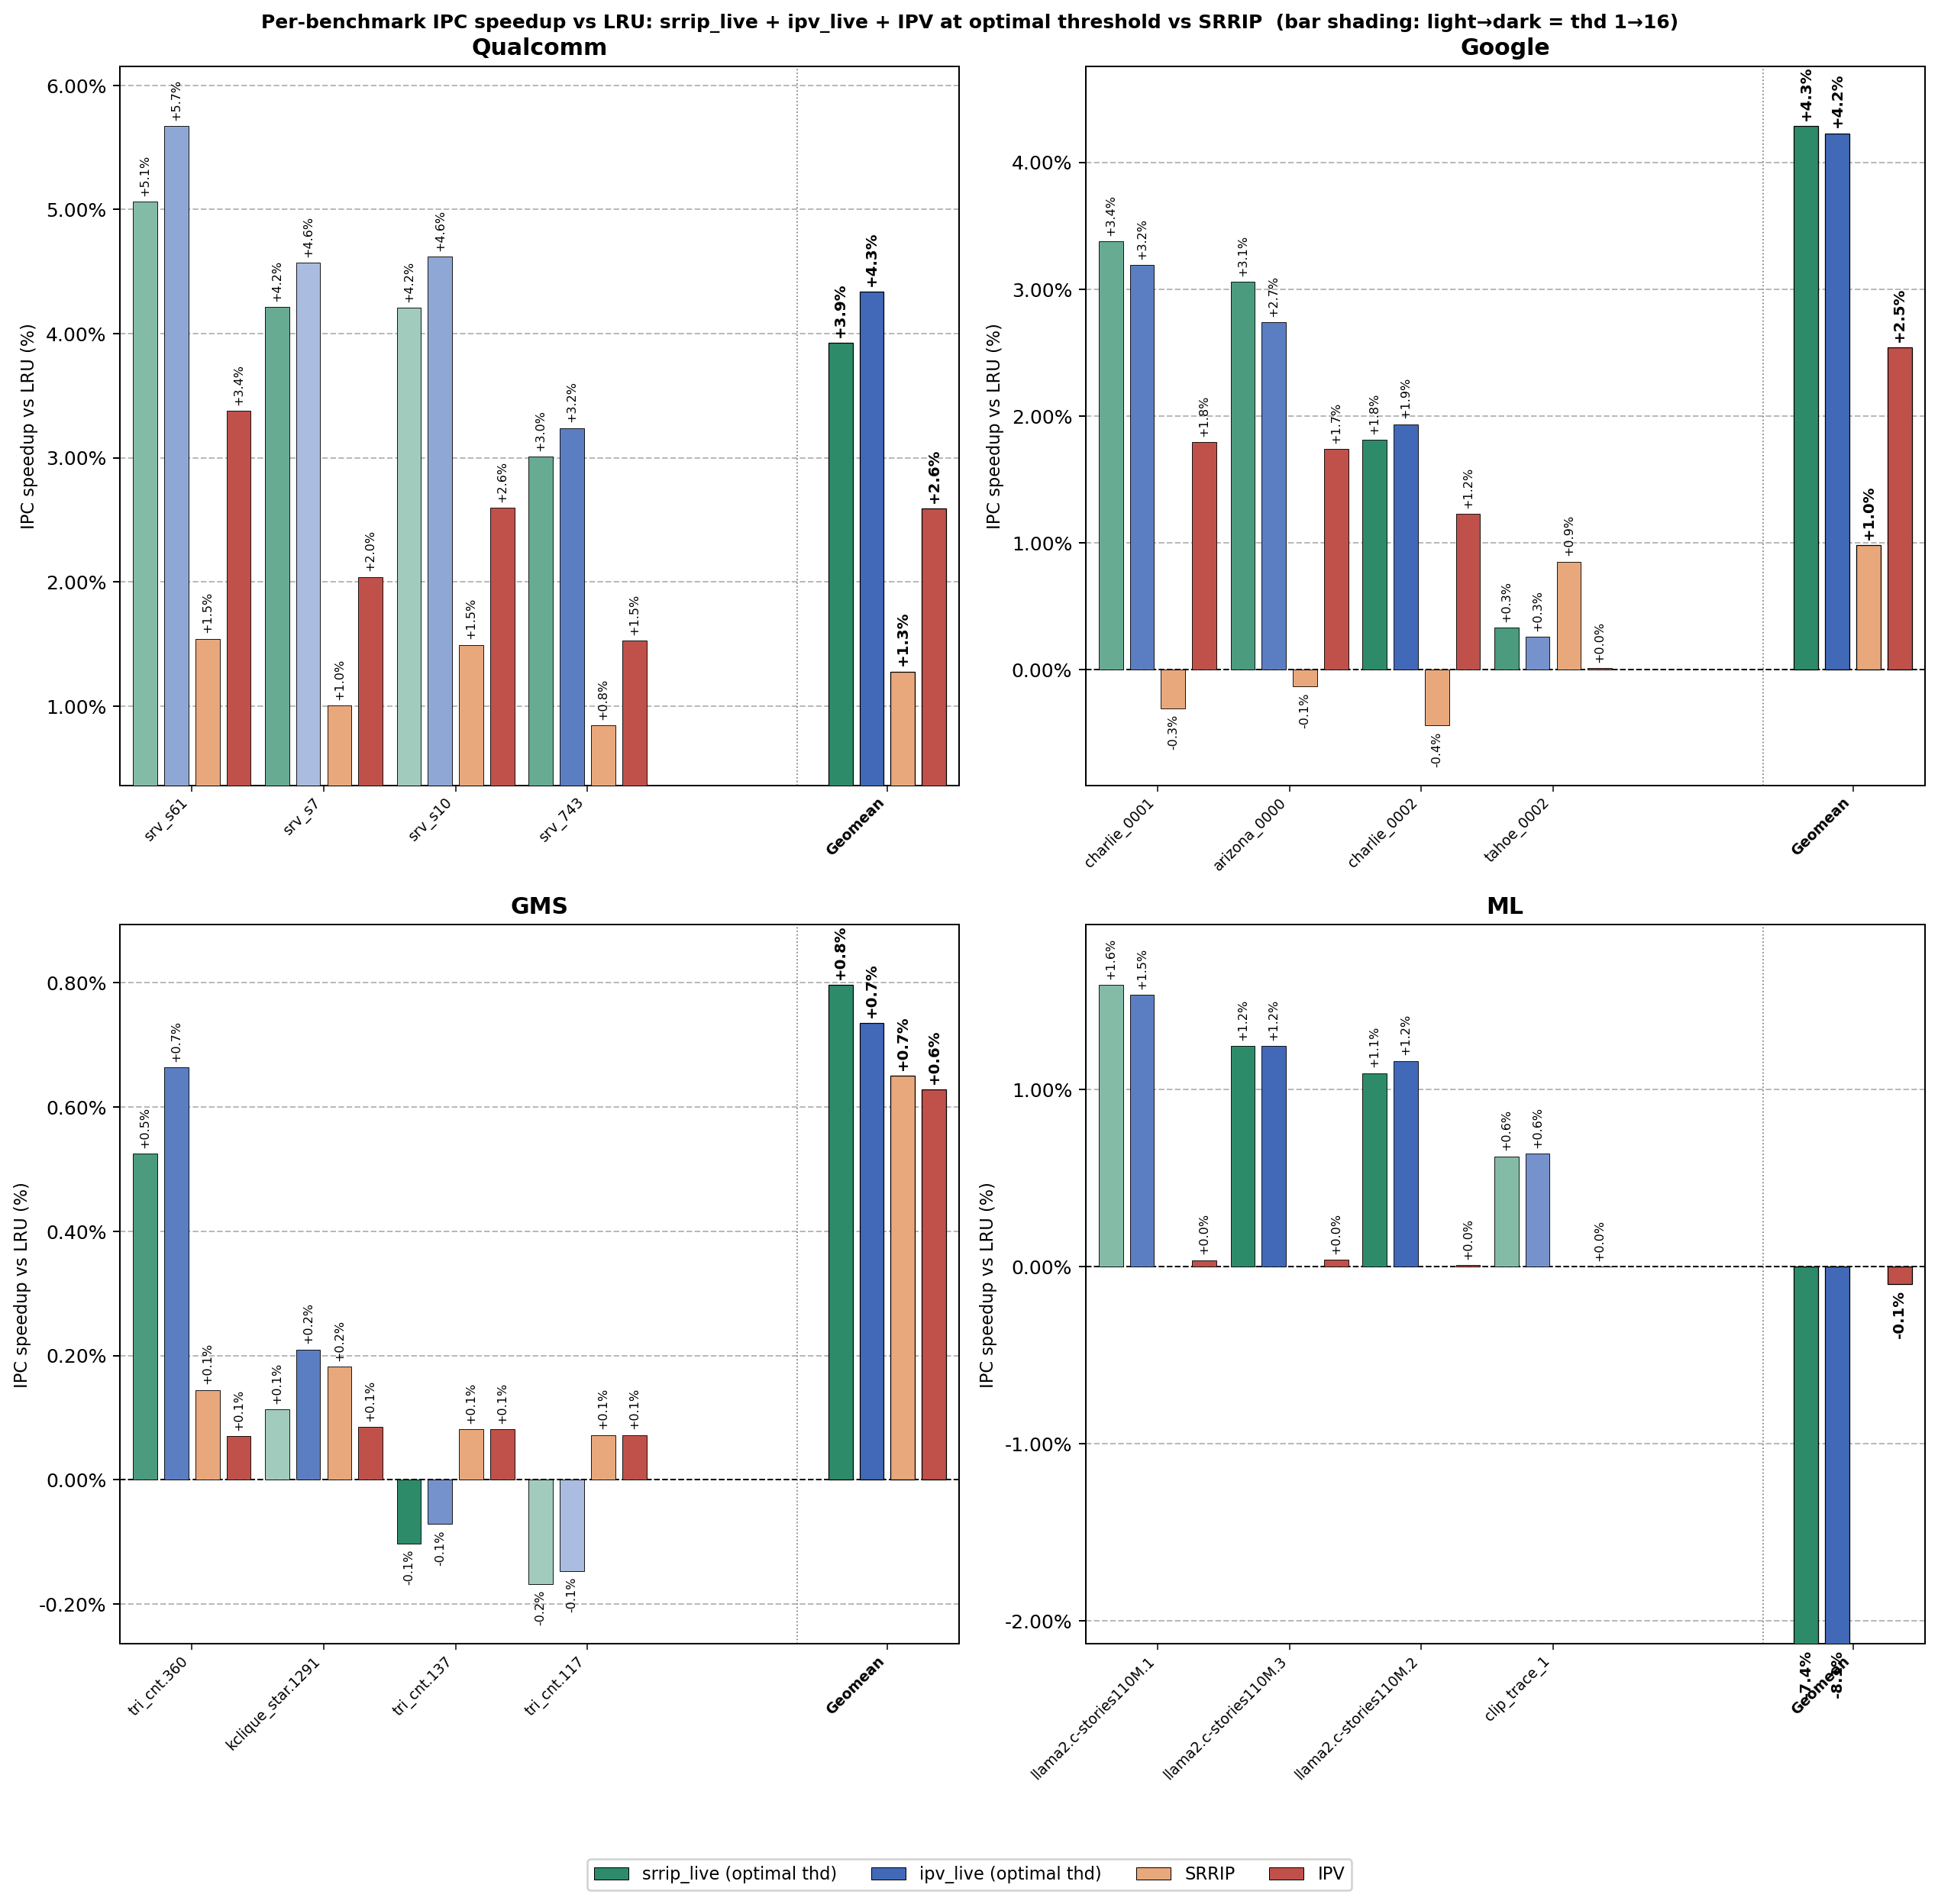 Per-benchmark IPC speedup vs LRU: srrip_live + ipv_live + IPV at optimal threshold vs SRRIP  (bar shading: light→dark = thd 1→16)
Qualcomm
IPC speedup vs LRU (%)
6.00%
5.00%
4.00%
3.00%
2.00%
1.00%
+5.1%
+5.7%
+1.5%
+3.4%
+4.2%
+4.6%
+1.0%
+2.0%
+4.2%
+4.6%
+1.5%
+2.6%
+3.0%
+3.2%
+0.8%
+1.5%
+3.9%
+4.3%
+1.3%
+2.6%
srv_s61
srv_s7
srv_s10
srv_743
Geomean
Google
IPC speedup vs LRU (%)
4.00%
3.00%
2.00%
1.00%
0.00%
+3.4%
+3.2%
-0.3%
+1.8%
+3.1%
+2.7%
-0.1%
+1.7%
+1.8%
+1.9%
-0.4%
+1.2%
+0.3%
+0.3%
+0.9%
+0.0%
+4.3%
+4.2%
+1.0%
+2.5%
charlie_0001
arizona_0000
charlie_0002
tahoe_0002
Geomean
GMS
IPC speedup vs LRU (%)
0.80%
0.60%
0.40%
0.20%
0.00%
-0.20%
+0.5%
+0.7%
+0.1%
+0.1%
+0.1%
+0.2%
+0.2%
+0.1%
-0.1%
-0.1%
+0.1%
+0.1%
-0.2%
-0.1%
+0.1%
+0.1%
+0.8%
+0.7%
+0.7%
+0.6%
tri_cnt.360
kclique_star.1291
tri_cnt.137
tri_cnt.117
Geomean
ML
IPC speedup vs LRU (%)
1.00%
0.00%
-1.00%
-2.00%
+1.6%
+1.5%
+0.0%
+1.2%
+1.2%
+0.0%
+1.1%
+1.2%
+0.0%
+0.6%
+0.6%
+0.0%
-0.1%
llama2.c-stories110M.1
llama2.c-stories110M.3
llama2.c-stories110M.2
clip_trace_1
Geomean
srrip_live (optimal thd)
ipv_live (optimal thd)
SRRIP
IPV